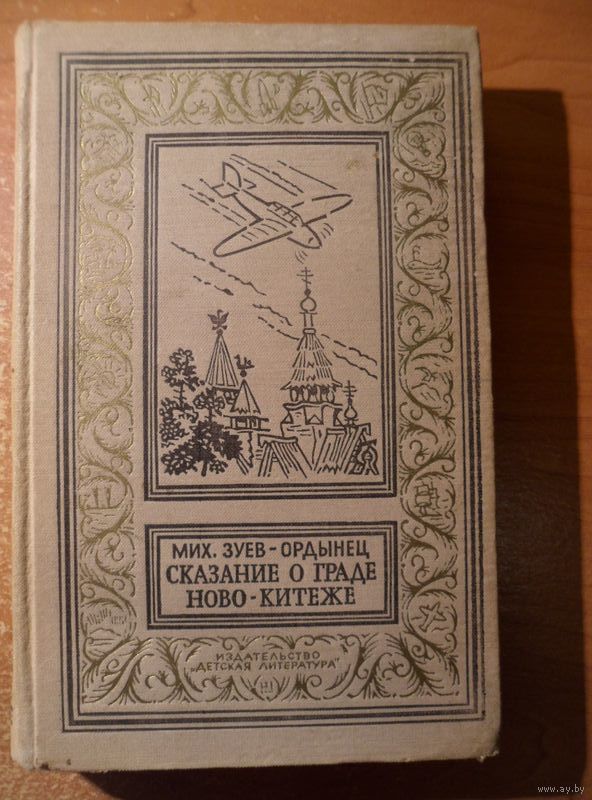 МИХ. ЗУЕВ-ОРДЫНЕЦ
СКАЗАНИЕ О ГРАДЕ
НОВО-КИТЕЖЕ
ИЗДАТЕЛЬСТВО
„ДЕТСКАЯ ЛИТЕРАТУРА"
www.ay.by